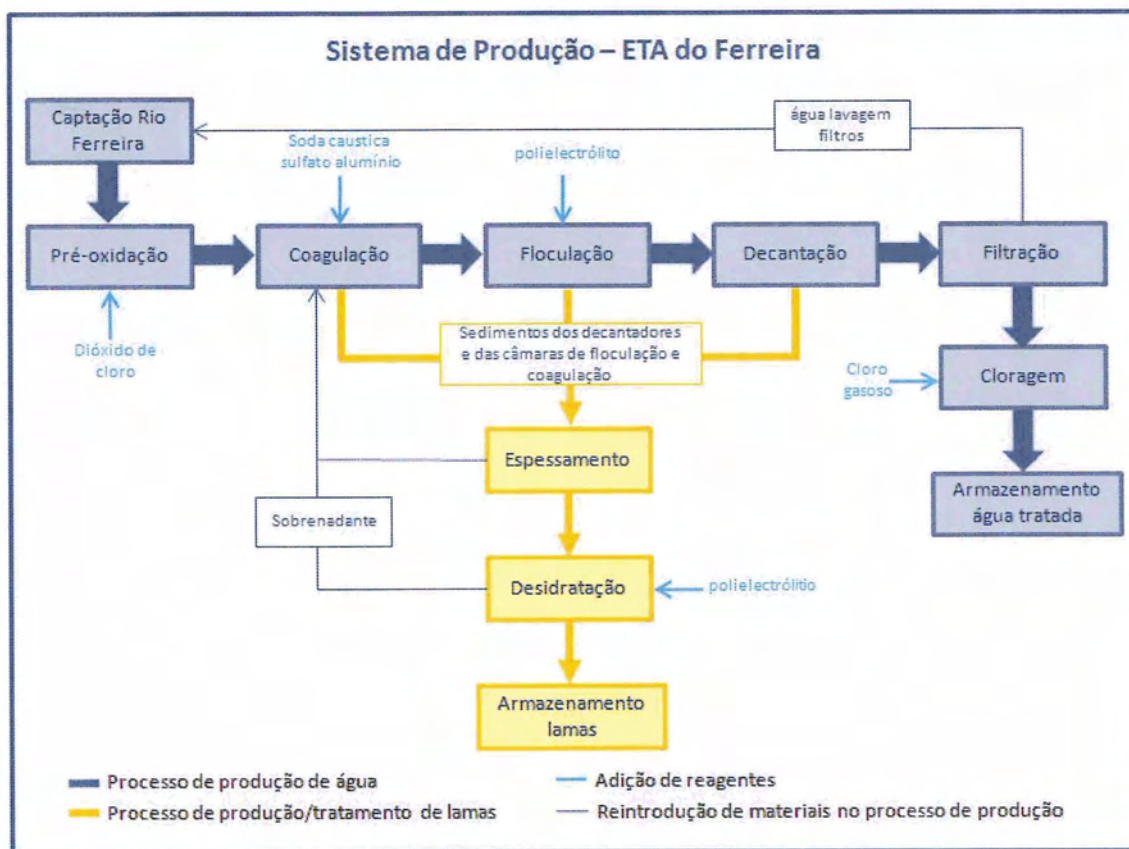 Sistema de Produção – ETA do Ferreira
Captação Rio
Ferreira
água lavagem
filtros
Soda caustica
sulfato alumínio
polielectrólito
Pré-oxidação
Coagulação
Floculação
Decantação
Filtração
Dióxido de
cloro
Sedimentos dos decantadores
e das câmaras de floculação e
coagulação
Cloro
gasoso
Cloragem
Espessamento
Armazenamento
água tratada
Sobrenadante
Desidratação
polielectrólitio
Armazenamento
lamas
Processo de produção de água
Adição de reagentes
Processo de produção/tratamento de lamas
Reintrodução de materiais no processo de produção